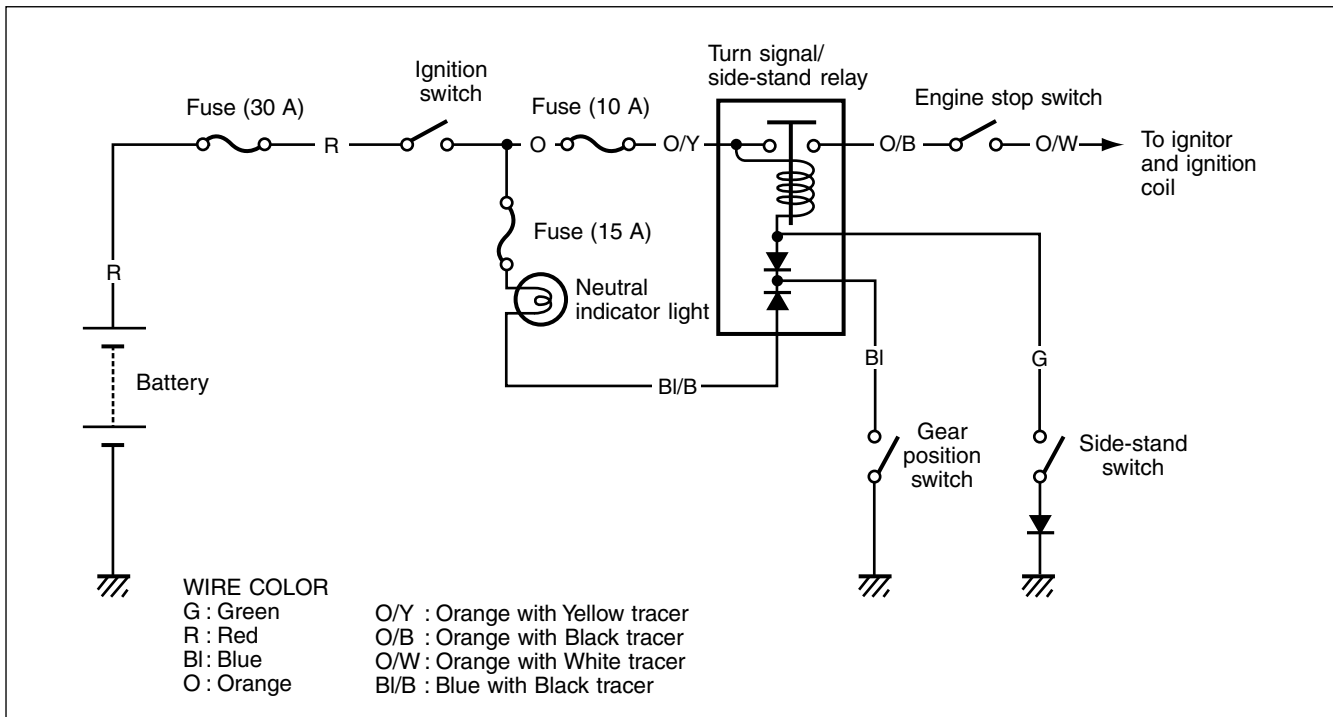 Turn signal/
side-stand relay
Ignition
switch
Fuse (30 A)
Fuse (10 A)
Engine stop switch
R
O
O/Y
O/B
O/W
To ignitor
and ignition
coil
Fuse (15 A)
R
Neutral
indicator light
Bl
G
Battery
Bl/B
Gear
position
switch
Side-stand
switch
WIRE COLOR
G : Green
R : Red
Bl : Blue
O : Orange
O/Y : Orange with Yellow tracer
O/B : Orange with Black tracer
O/W : Orange with White tracer
Bl/B : Blue with Black tracer